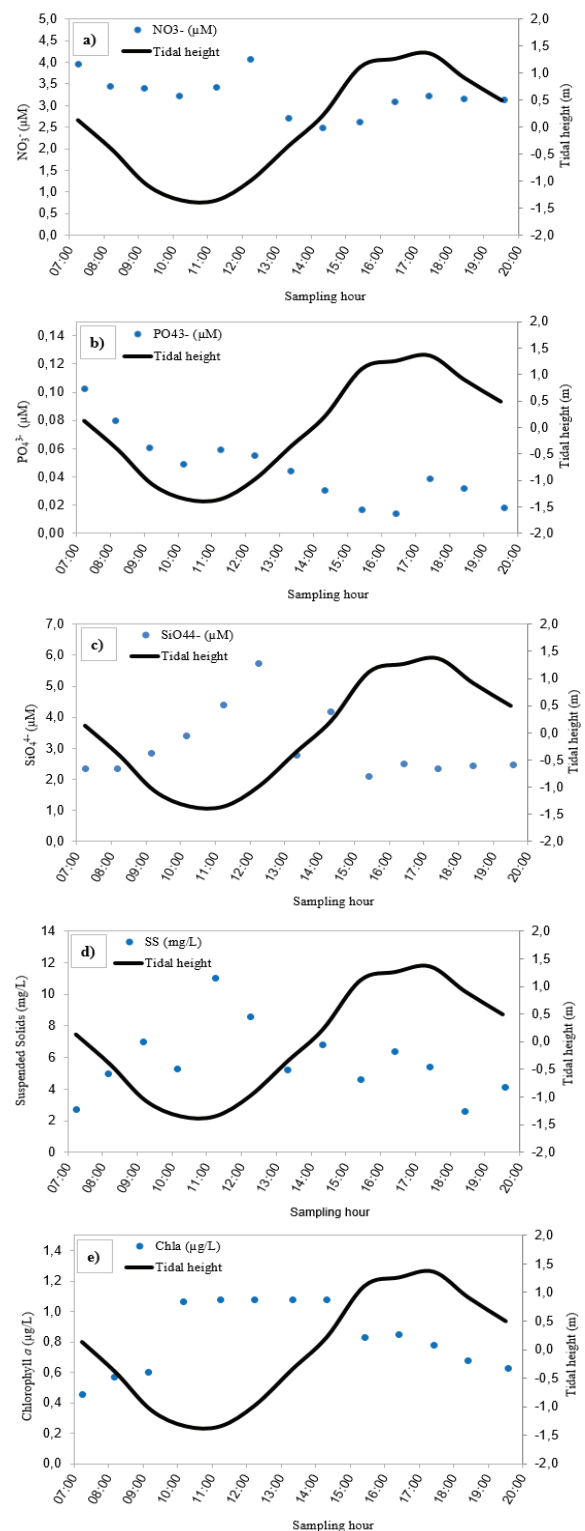 a)
NO3- (µM)
Tidal height
5,0
4,5
4,0
3,5
3,0
2,5
2,0
1,5
1,0
0,5
0,0
NO₃⁻ (µM)
2,0
1,5
1,0
0,5
0,0
-0,5
-1,0
-1,5
-2,0
Tidal height (m)
07:00 08:00 09:00 10:00 11:00 12:00 13:00 14:00 15:00 16:00 17:00 18:00 19:00 20:00
Sampling hour
b)
PO43- (µM)
Tidal height
0,14
0,12
0,10
0,08
0,06
0,04
0,02
0,00
PO₄³⁻ (µM)
2,0
1,5
1,0
0,5
0,0
-0,5
-1,0
-1,5
-2,0
Tidal height (m)
07:00 08:00 09:00 10:00 11:00 12:00 13:00 14:00 15:00 16:00 17:00 18:00 19:00 20:00
Sampling hour
c)
SiO44- (µM)
Tidal height
7,0
6,0
5,0
4,0
3,0
2,0
1,0
0,0
SiO₄⁴⁻ (µM)
2,0
1,5
1,0
0,5
0,0
-0,5
-1,0
-1,5
-2,0
Tidal height (m)
07:00 08:00 09:00 10:00 11:00 12:00 13:00 14:00 15:00 16:00 17:00 18:00 19:00 20:00
Sampling hour
d)
SS (mg/L)
Tidal height
14
12
10
8
6
4
2
0
Suspended Solids (mg/L)
2,0
1,5
1,0
0,5
0,0
-0,5
-1,0
-1,5
-2,0
Tidal height (m)
07:00 08:00 09:00 10:00 11:00 12:00 13:00 14:00 15:00 16:00 17:00 18:00 19:00 20:00
Sampling hour
e)
Chla (µg/L)
Tidal height
1,4
1,2
1,0
0,8
0,6
0,4
0,2
0,0
Chlorophyll a (µg/L)
2,0
1,5
1,0
0,5
0,0
-0,5
-1,0
-1,5
-2,0
Tidal height (m)
07:00 08:00 09:00 10:00 11:00 12:00 13:00 14:00 15:00 16:00 17:00 18:00 19:00 20:00
Sampling hour